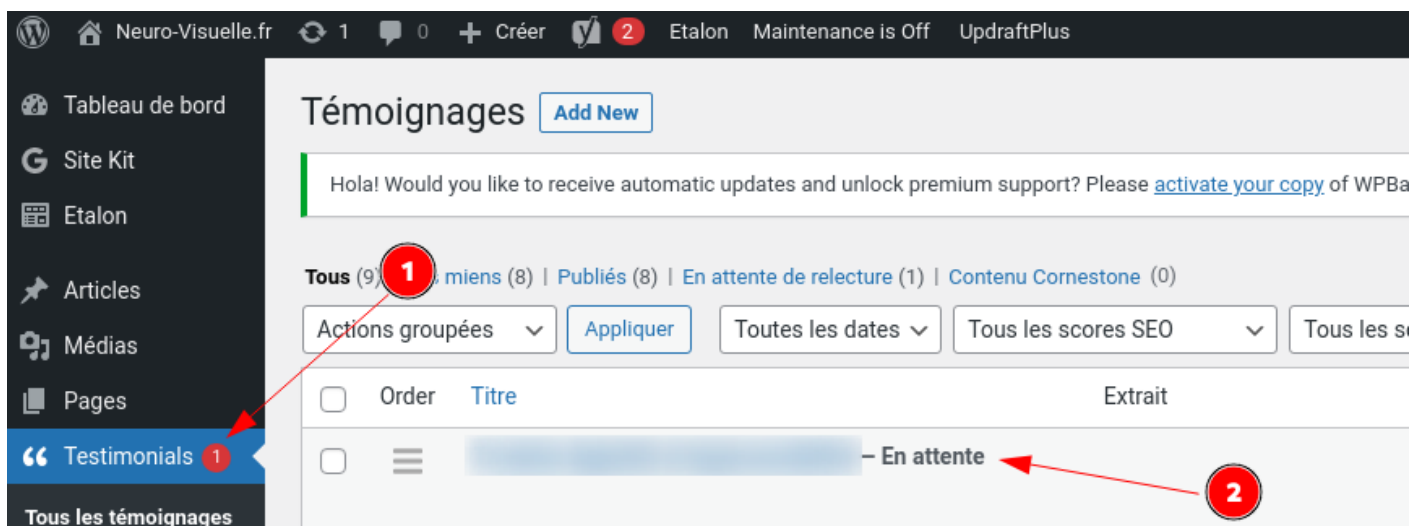 Neuro-Visuelle.fr 1 0 + Créer 2 Etalon Maintenance is Off UpdraftPlus
Tableau de bord
Site Kit
Etalon
Articles
Médias
Pages
Testimonials 1
Tous les témoignages
Témoignages Add New
Hola! Would you like to receive automatic updates and unlock premium support? Please activate your copy of WPBa
Tous (9) 1 miens (8) | Publiés (8) | En attente de relecture (1) | Contenu Cornestone (0)
Actions groupées Appliquer Toutes les dates Tous les scores SEO Tous les s
Order Titre Extrait
– En attente
2